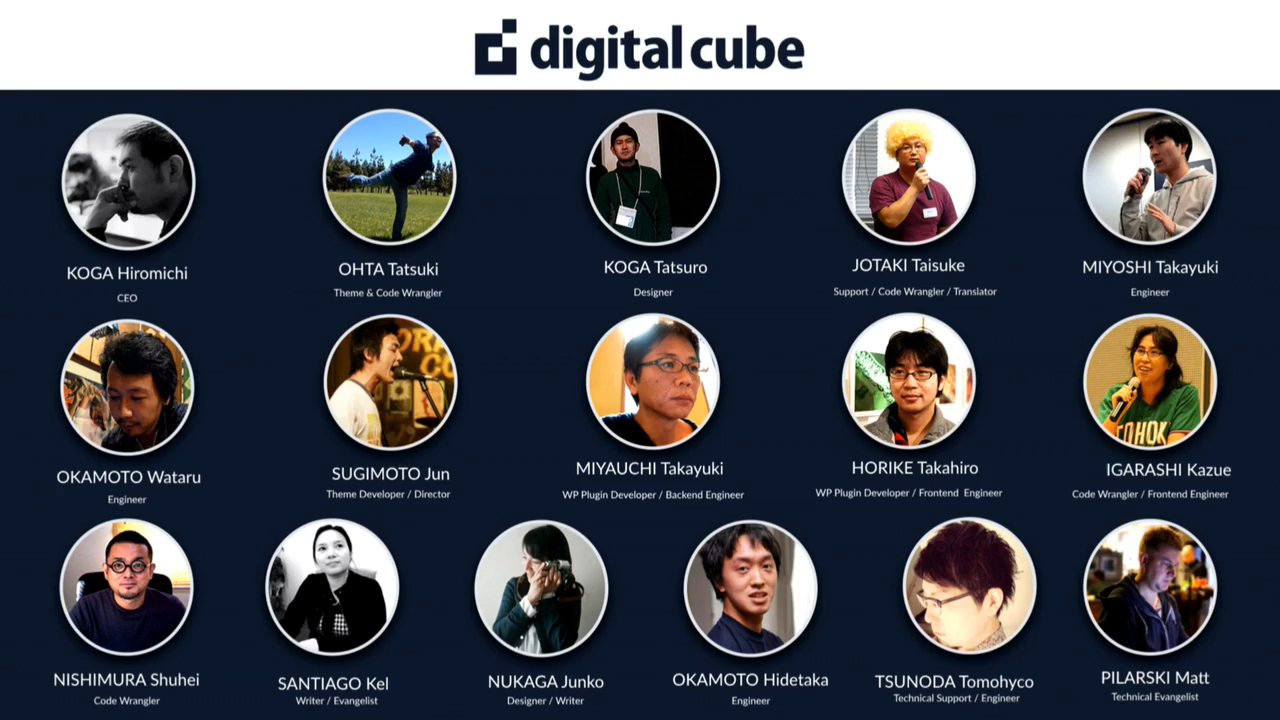 digital cube
KOGA Hiromichi
CEO
OHTA Tatsuki
Theme & Code Wrangler
KOGA Tatsuro
Designer
JOTAKI Taisuke
Support / Code Wrangler / Translator
MIYOSHI Takayuki
Engineer
OKAMOTO Wataru
Engineer
SUGIMOTO Jun
Theme Developer / Director
MIYAUCHI Takayuki
WP Plugin Developer / Backend Engineer
HORIKE Takahiro
WP Plugin Developer / Frontend Engineer
IGARASHI Kazue
Code Wrangler / Frontend Engineer
NISHIMURA Shuhei
Code Wrangler
SANTIAGO Kel
Writer / Evangelist
NUKAGA Junko
Designer / Writer
OKAMOTO Hidetaka
Engineer
TSUNODA Tomohyco
Technical Support / Engineer
PILARSKI Matt
Technical Evangelist